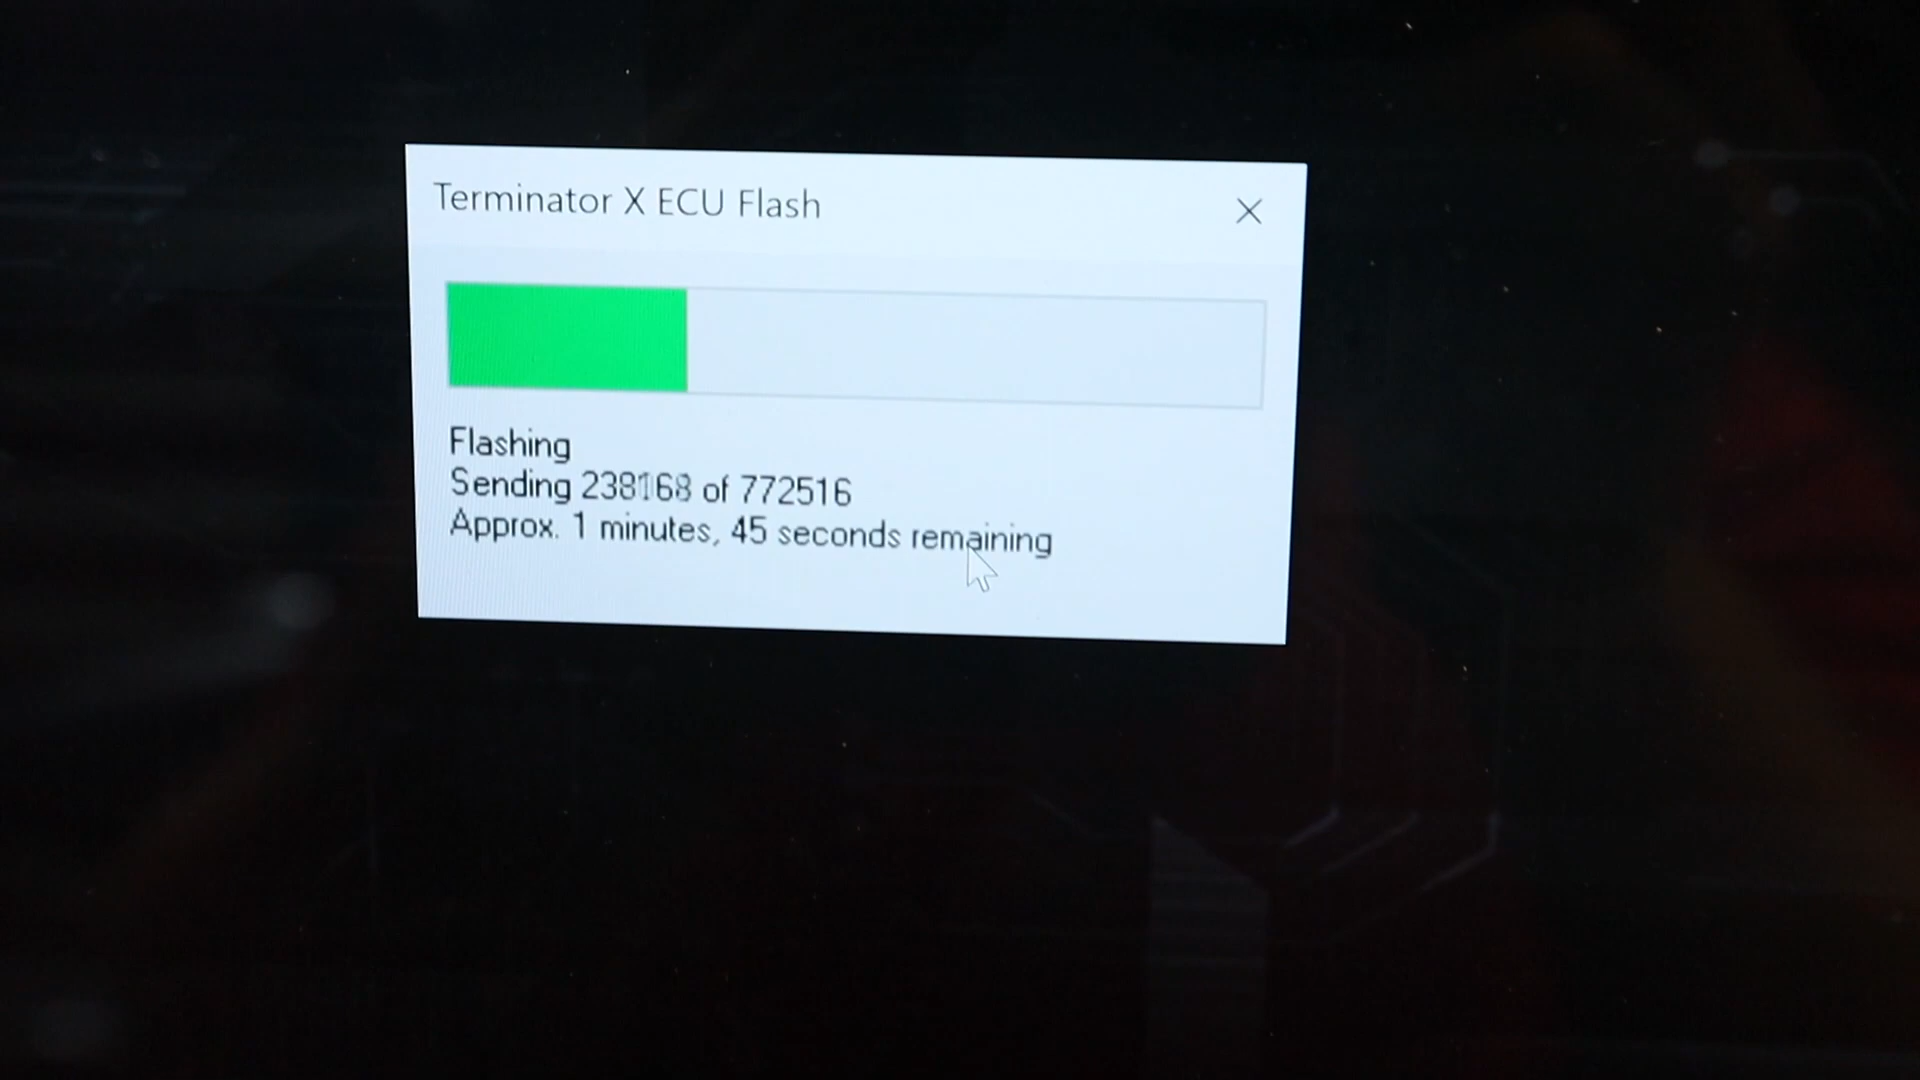 Terminator X ECU Flash
Flashing
Sending 238168 of 772516
Approx. 1 minutes, 45 seconds remaining